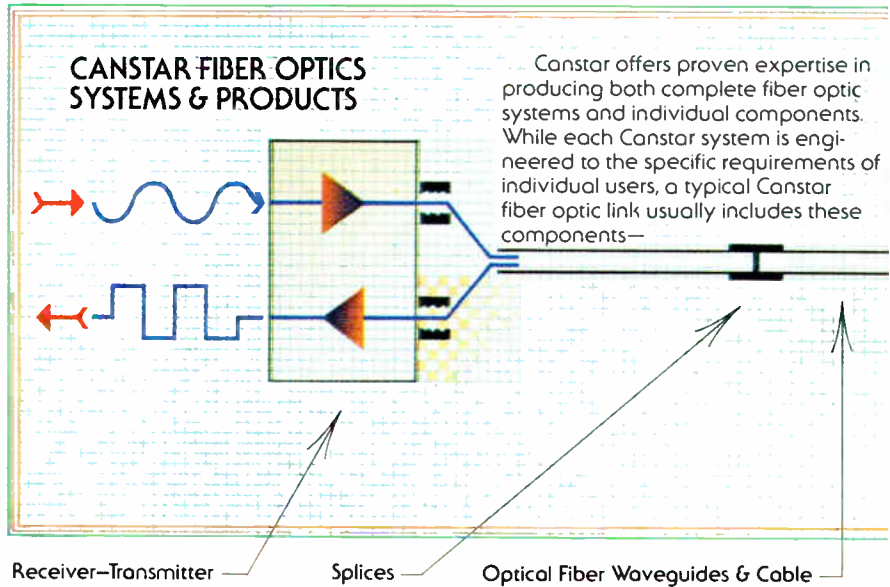 CANSTAR FIBER OPTICS
SYSTEMS & PRODUCTS
Canstar offers proven expertise in
producing both complete fiber optic
systems and individual components.
While each Canstar system is engi-
neered to the specific requirements of
individual users, a typical Canstar
fiber optic link usually includes these
components—
Receiver–Transmitter
Splices
Optical Fiber Waveguides & Cable